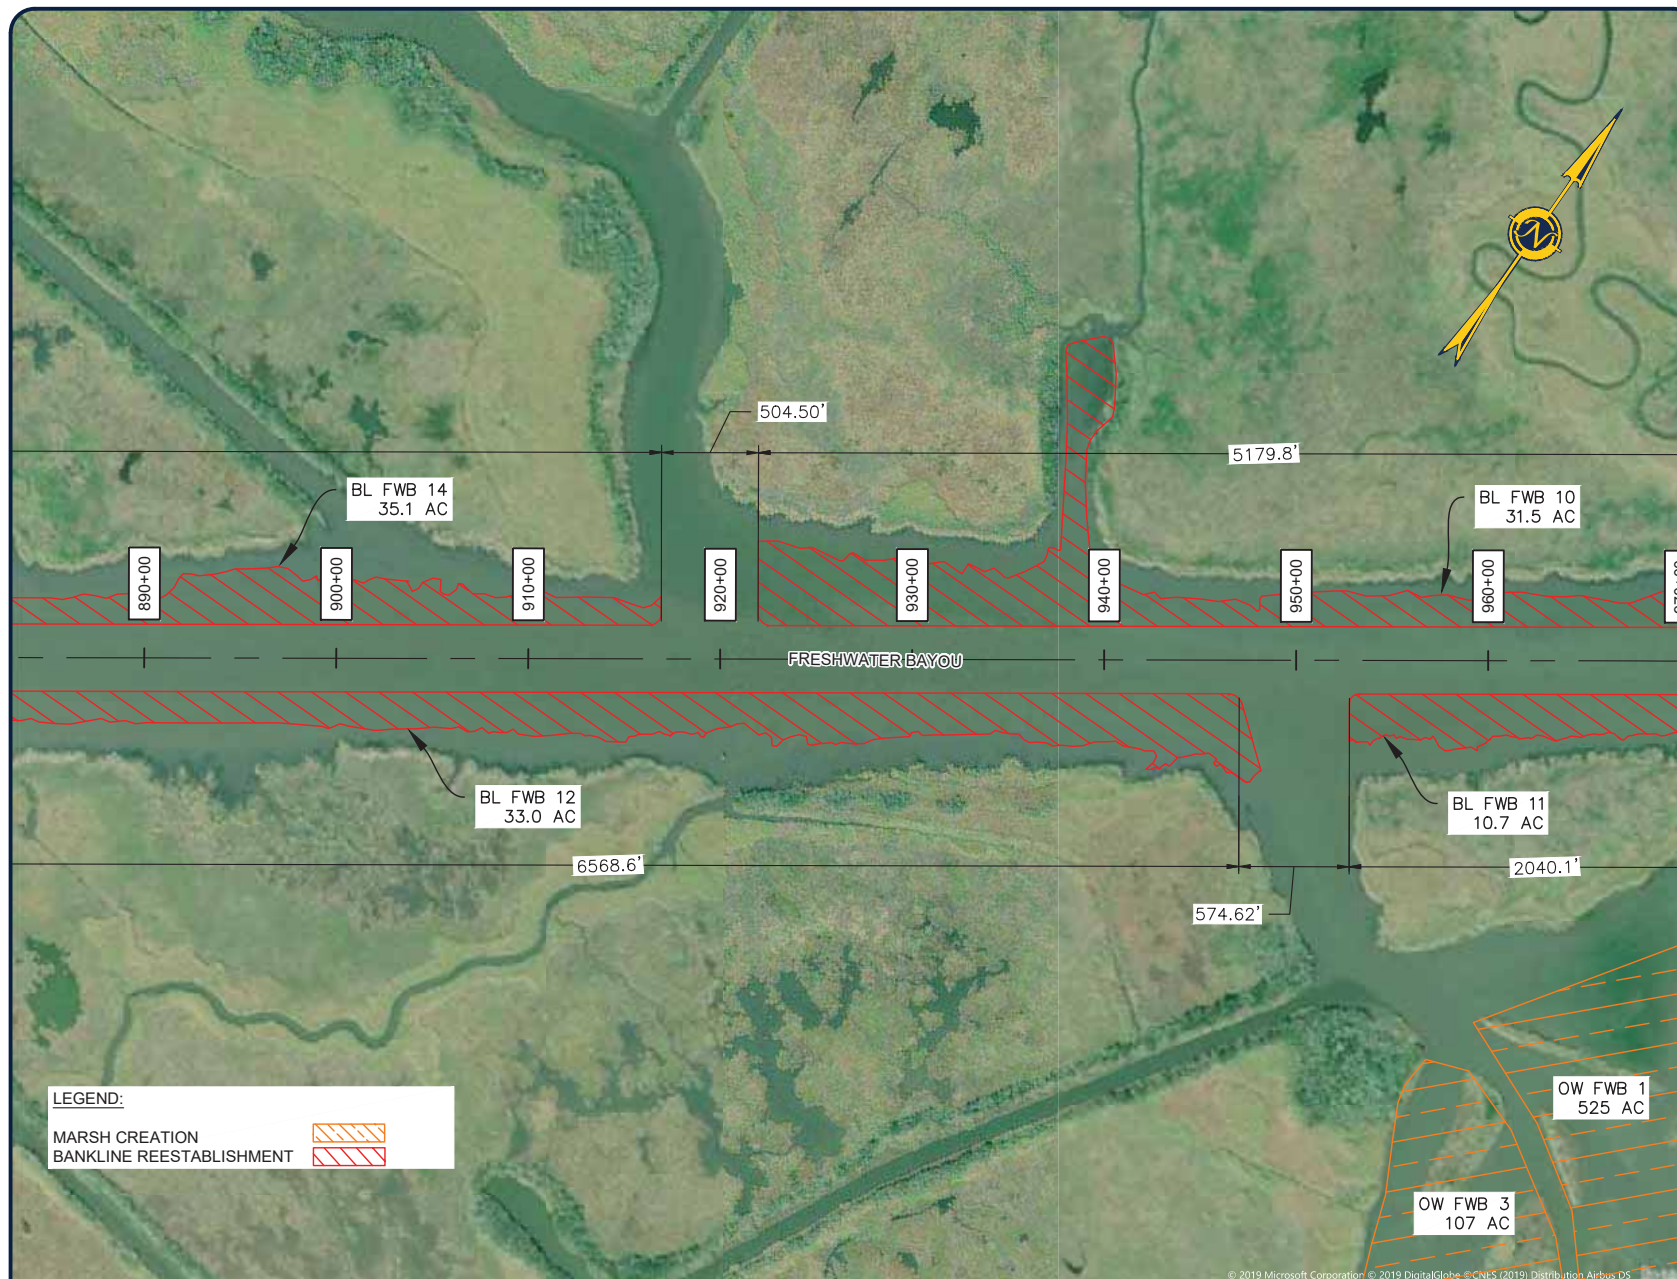 504.50'
5179.8'
BL FWB 14
35.1 AC
BL FWB 10
31.5 AC
890+00
900+00
910+00
920+00
930+00
940+00
950+00
960+00
FRESHWATER BAYOU
BL FWB 12
33.0 AC
BL FWB 11
10.7 AC
6568.6'
2040.1'
574.62'
LEGEND:
MARSH CREATION
BANKLINE REESTABLISHMENT
OW FWB 1
525 AC
OW FWB 3
107 AC
© 2019 Microsoft Corporation © 2019 DigitalGlobe ©CNES (2019) Distribution Airbus DS